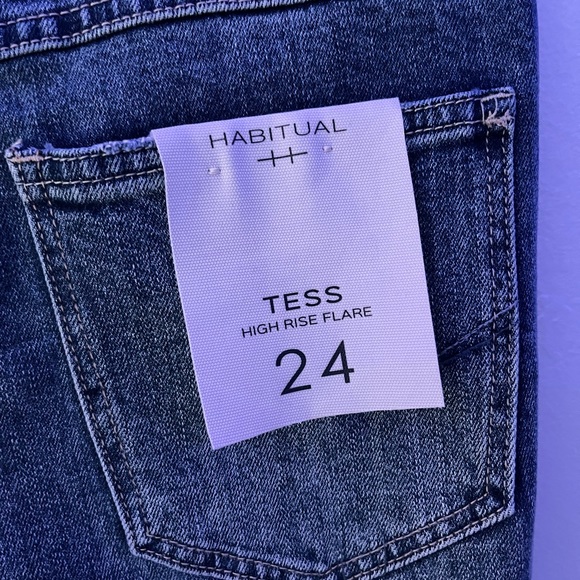 HABITUAL
TESS
HIGH RISE FLARE
24